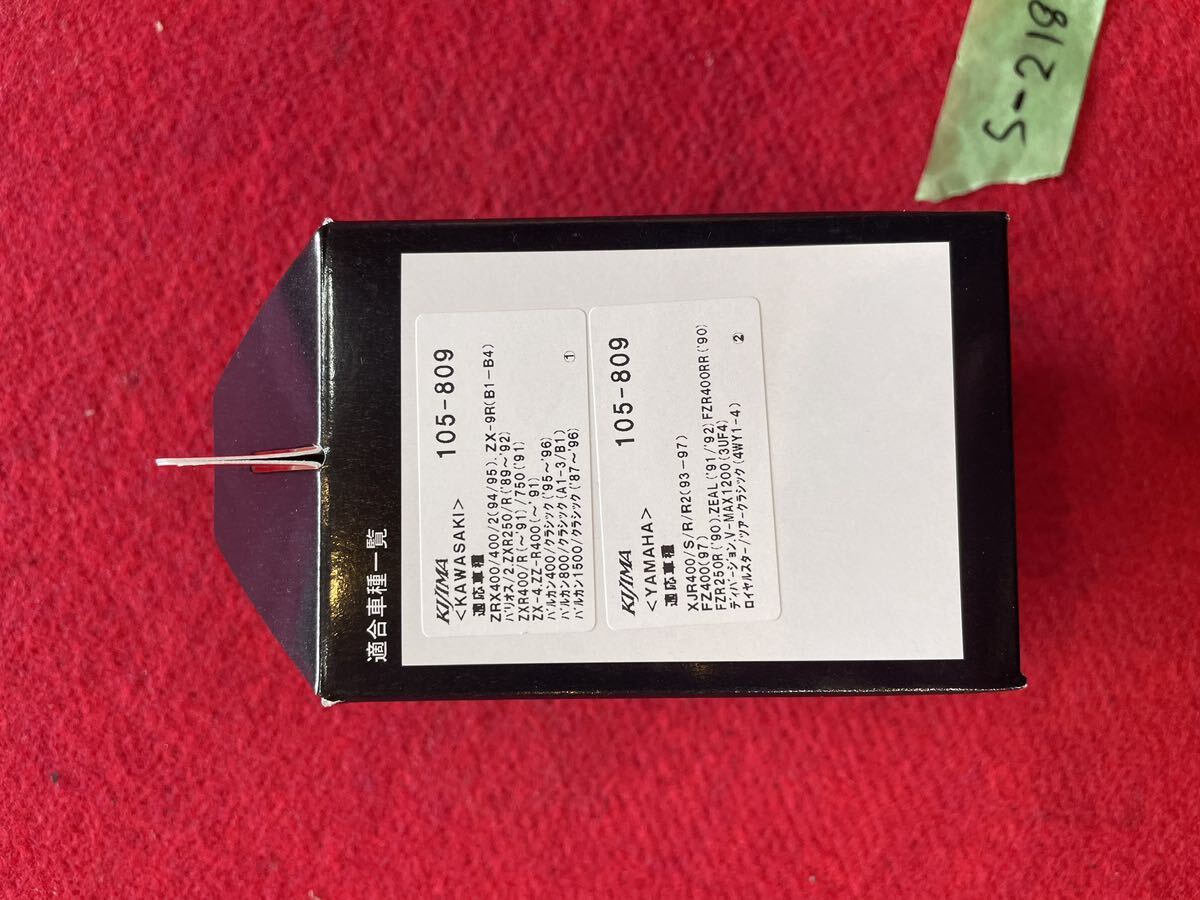 S-218
適合車種一覧
KIJIMA 105-809
<KAWASAKI>
適応車種
ZRX400/400/2(94/95).ZX-9R(B1-B4)
バリオス/2.ZXR250/R('89~'92)
ZXR400/R(~'91)/750('91)
ZX-4.ZZ-R400(~'91)
バルカン400/クラシック('95~'96)
バルカン800/クラシック(A1-3/B1)
バルカン1500/クラシック('87~'96)
①
KIJIMA 105-809
<YAMAHA>
適応車種
XJR400/S/R/R2(93-97)
FZ400(97)
FZR250R('90).ZEAL('91/'92)FZR400RR('90)
ディバーション.V-MAX1200(3UF4)
ロイヤルスター/ツアークラシック(4WY1-4)
②